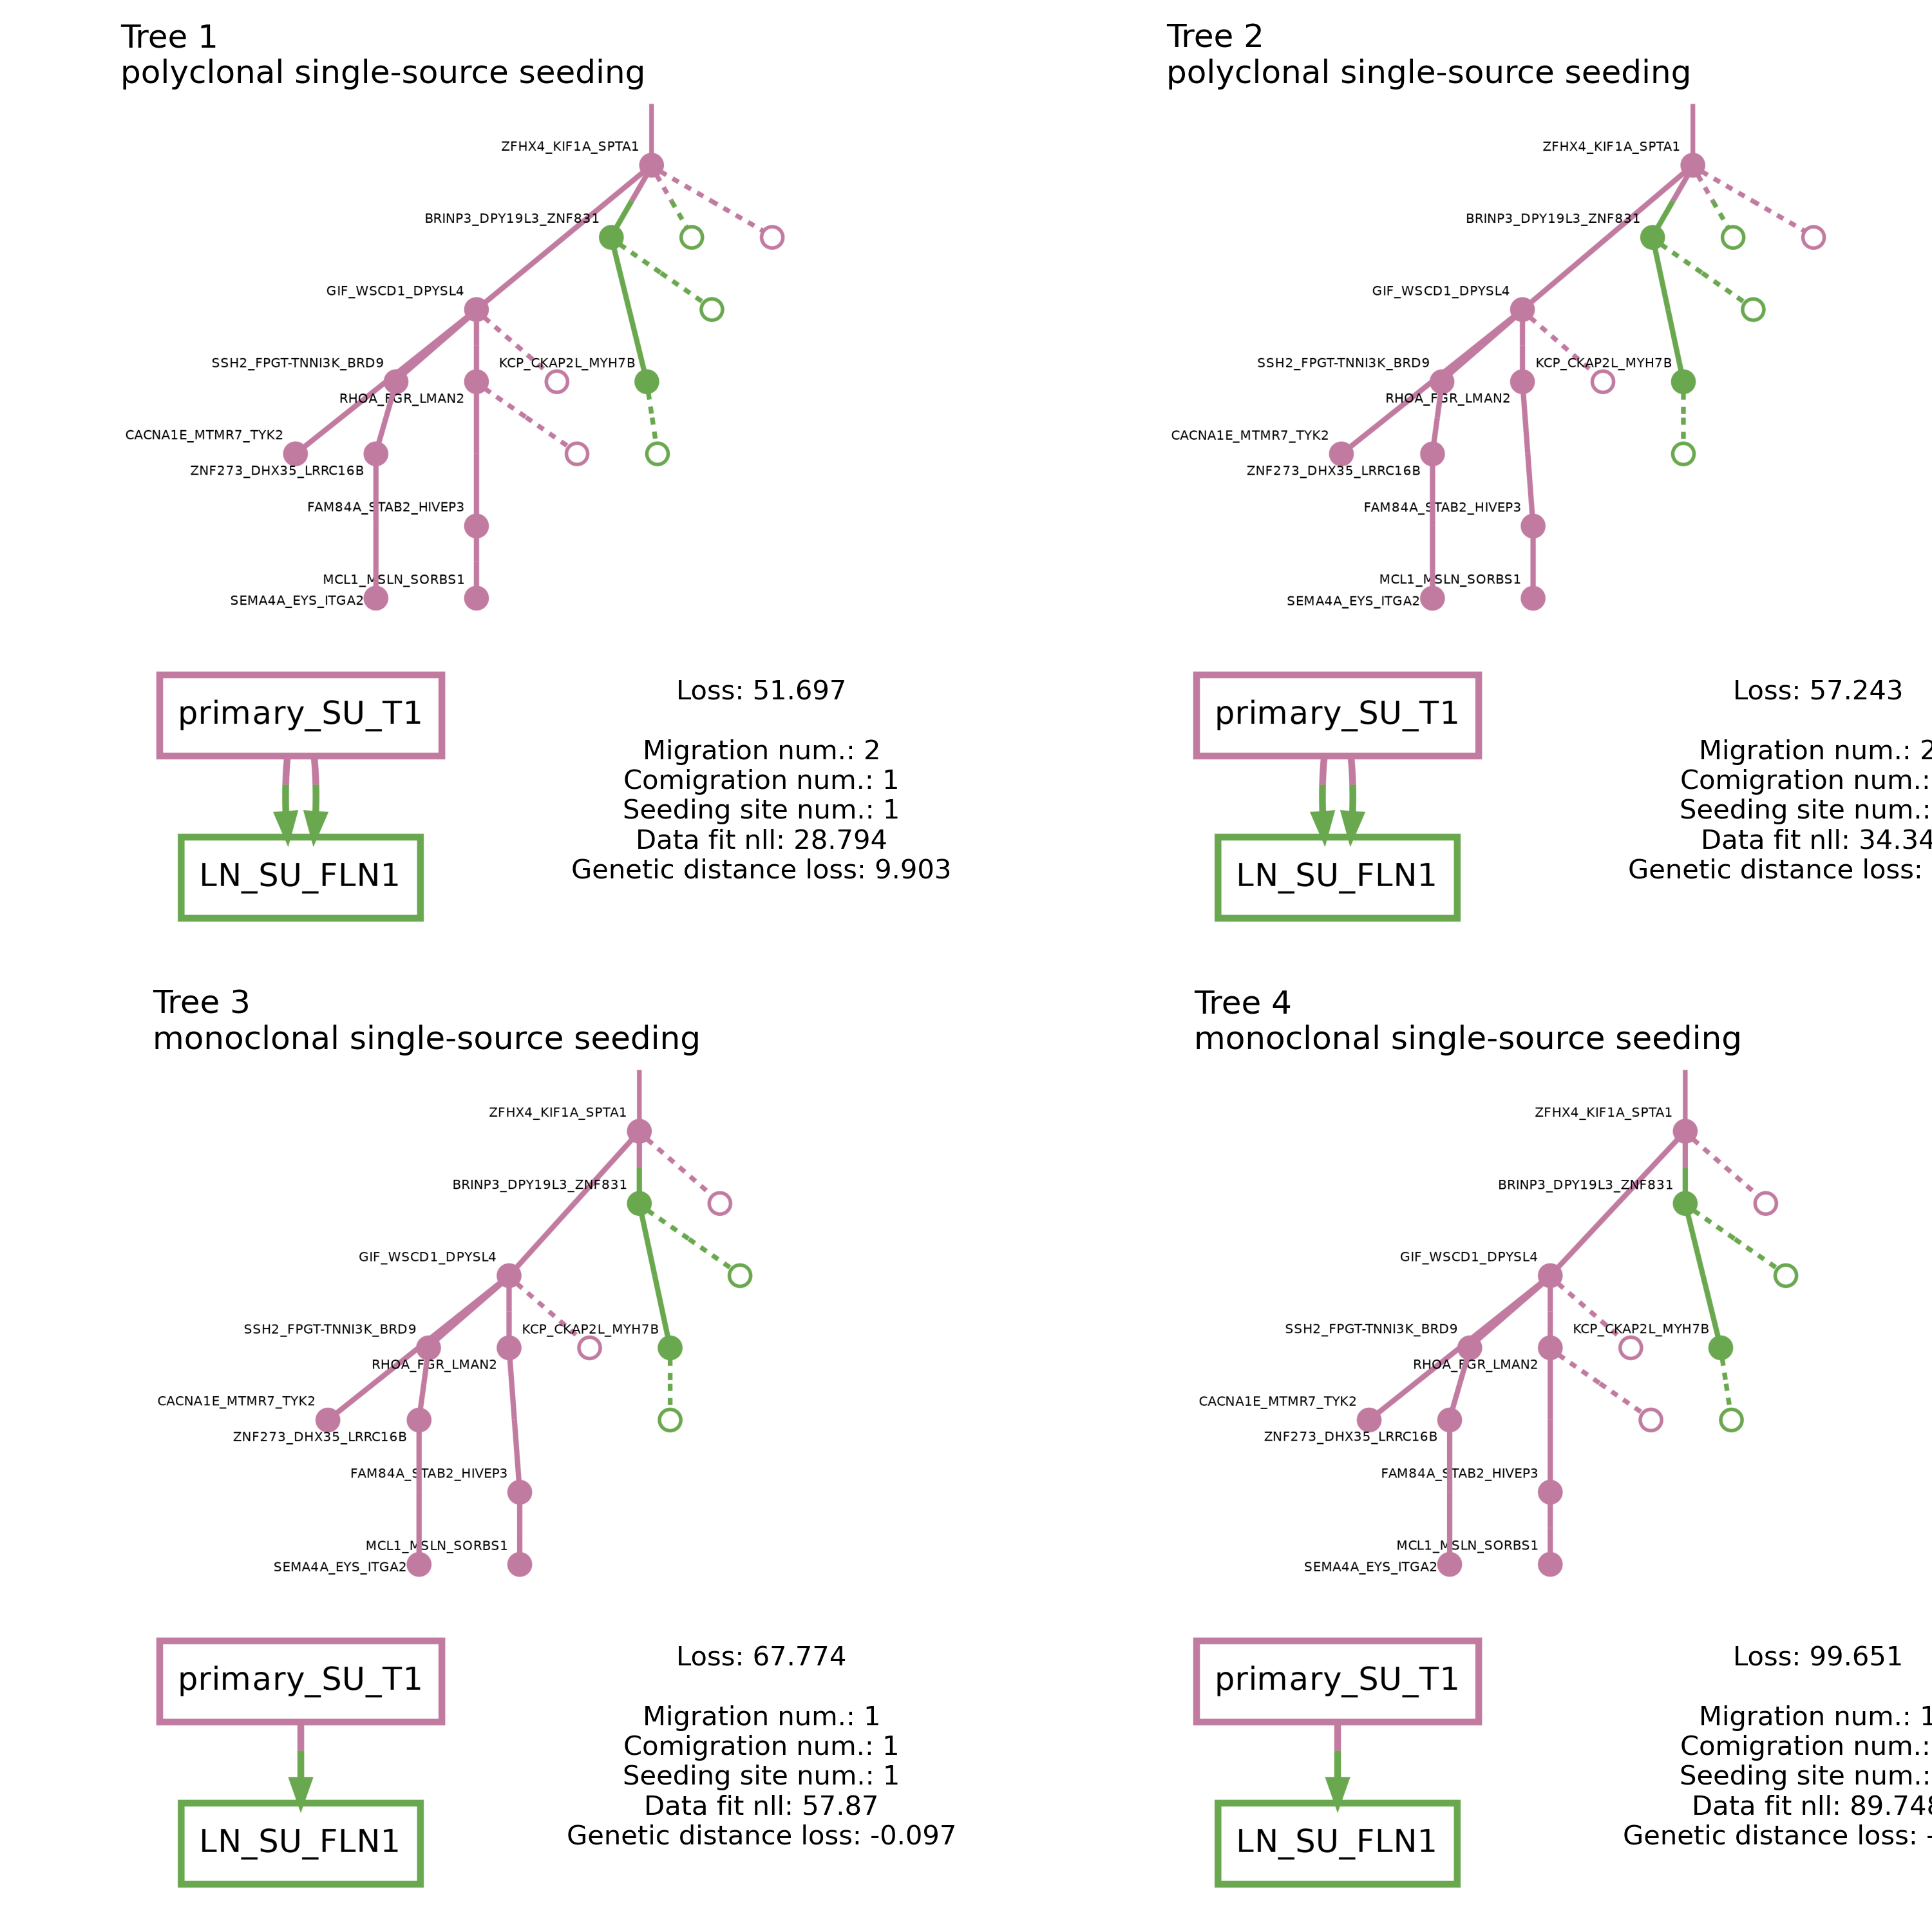 Tree 1
polyclonal single-source seeding
ZFHX4_KIF1A_SPTA1
BRINP3_DPY19L3_ZNF831
GIF_WSCD1_DPYSL4
SSH2_FPGT-TNNI3K_BRD9
KCP_CKAP2L_MYH7B
RHOA_FGR_LMAN2
CACNA1E_MTMR7_TYK2
ZNF273_DHX35_LRRC16B
FAM84A_STAB2_HIVEP3
MCL1_MSLN_SORBS1
SEMA4A_EYS_ITGA2
primary_SU_T1
LN_SU_FLN1
Loss: 51.697
Migration num.: 2
Comigration num.: 1
Seeding site num.: 1
Data fit nll: 28.794
Genetic distance loss: 9.903
Tree 2
polyclonal single-source seeding
ZFHX4_KIF1A_SPTA1
BRINP3_DPY19L3_ZNF831
GIF_WSCD1_DPYSL4
SSH2_FPGT-TNNI3K_BRD9
KCP_CKAP2L_MYH7B
RHOA_FGR_LMAN2
CACNA1E_MTMR7_TYK2
ZNF273_DHX35_LRRC16B
FAM84A_STAB2_HIVEP3
MCL1_MSLN_SORBS1
SEMA4A_EYS_ITGA2
primary_SU_T1
LN_SU_FLN1
Loss: 57.243
Migration num.: 2
Comigration num.:
Seeding site num.:
Data fit nll: 34.34
Genetic distance loss:
Tree 3
monoclonal single-source seeding
ZFHX4_KIF1A_SPTA1
BRINP3_DPY19L3_ZNF831
GIF_WSCD1_DPYSL4
SSH2_FPGT-TNNI3K_BRD9
KCP_CKAP2L_MYH7B
RHOA_FGR_LMAN2
CACNA1E_MTMR7_TYK2
ZNF273_DHX35_LRRC16B
FAM84A_STAB2_HIVEP3
MCL1_MSLN_SORBS1
SEMA4A_EYS_ITGA2
primary_SU_T1
LN_SU_FLN1
Loss: 67.774
Migration num.: 1
Comigration num.: 1
Seeding site num.: 1
Data fit nll: 57.87
Genetic distance loss: -0.097
Tree 4
monoclonal single-source seeding
ZFHX4_KIF1A_SPTA1
BRINP3_DPY19L3_ZNF831
GIF_WSCD1_DPYSL4
SSH2_FPGT-TNNI3K_BRD9
KCP_CKAP2L_MYH7B
RHOA_FGR_LMAN2
CACNA1E_MTMR7_TYK2
ZNF273_DHX35_LRRC16B
FAM84A_STAB2_HIVEP3
MCL1_MSLN_SORBS1
SEMA4A_EYS_ITGA2
primary_SU_T1
LN_SU_FLN1
Loss: 99.651
Migration num.: 1
Comigration num.:
Seeding site num.:
Data fit nll: 89.748
Genetic distance loss: -